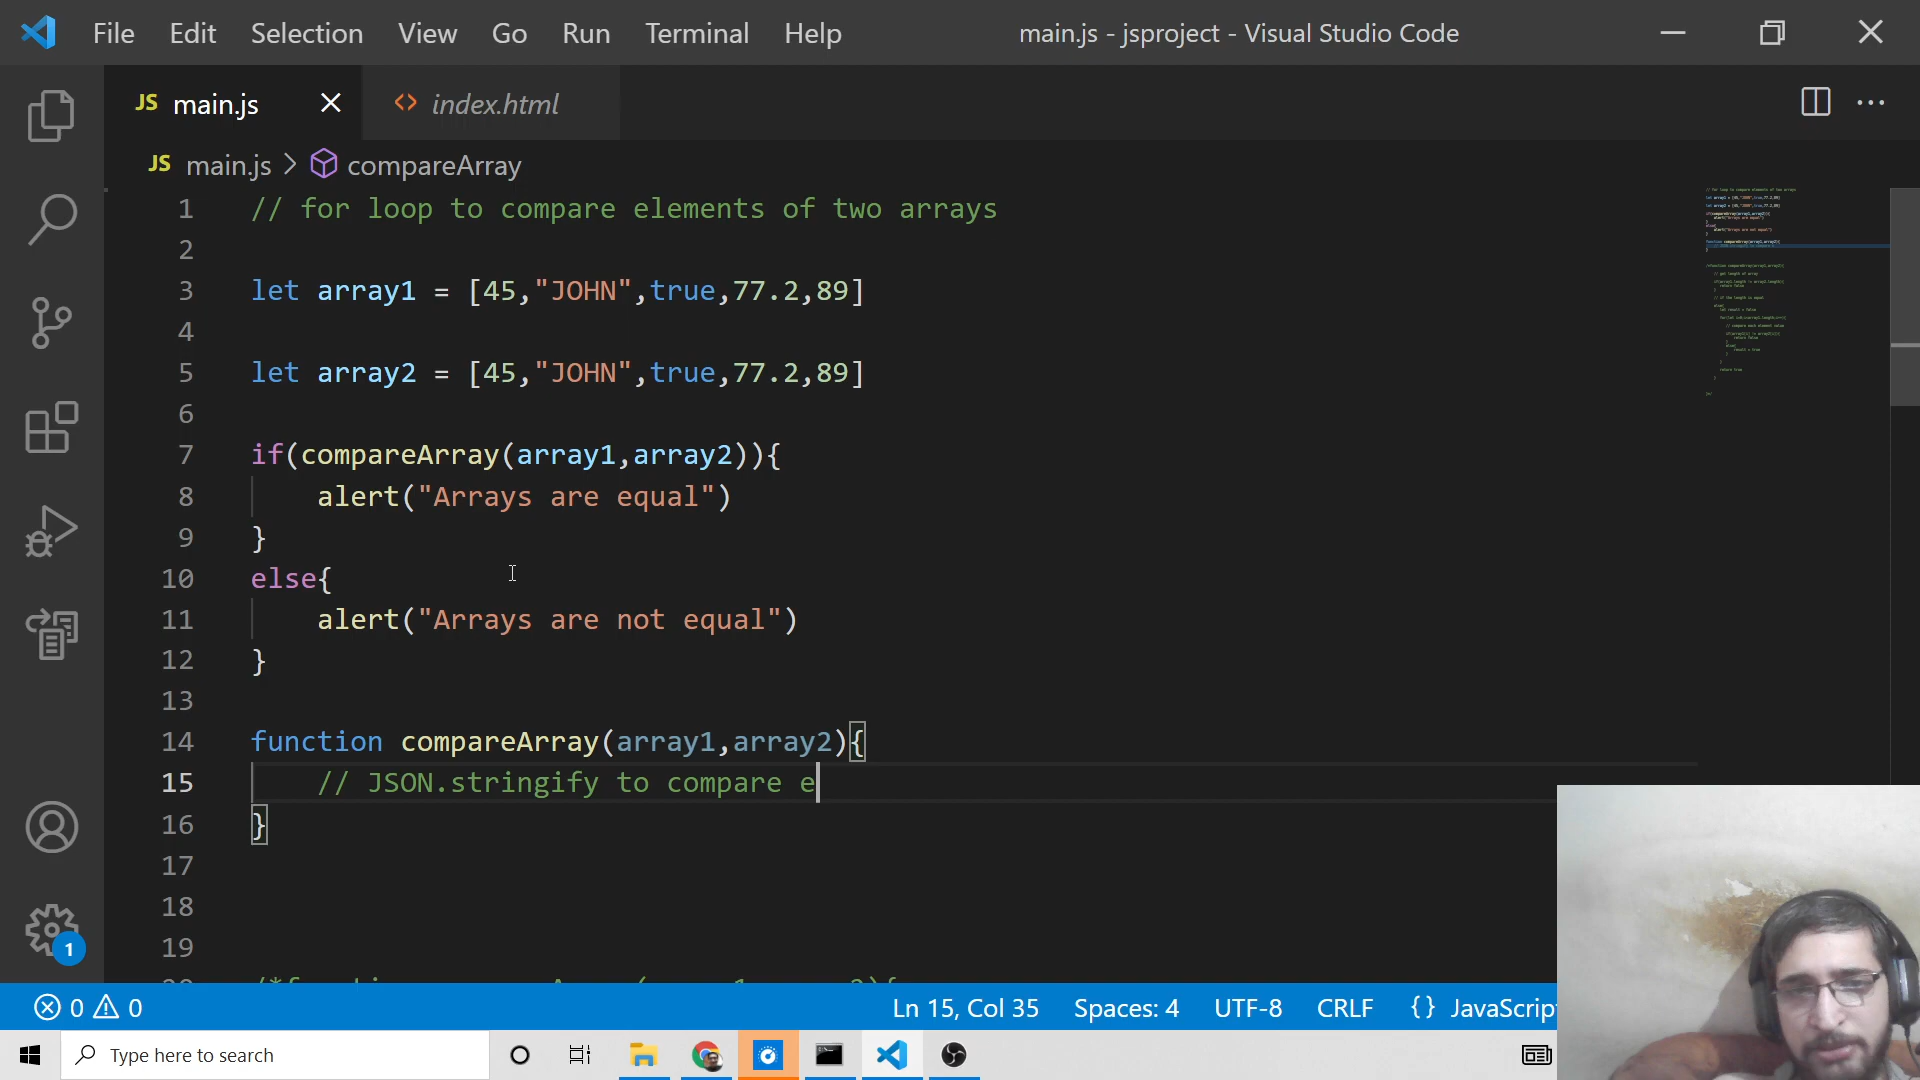 File Edit Selection View Go Run Terminal Help main.js - jsproject - Visual Studio Code
JS main.js index.html
JS main.js compareArray
1 // for loop to compare elements of two arrays
2
3 let array1 = [45,"JOHN",true,77.2,89]
4
5 let array2 = [45,"JOHN",true,77.2,89]
6
7 if(compareArray(array1,array2)){
8 alert("Arrays are equal")
9 }
10 else{
11 alert("Arrays are not equal")
12 }
13
14 function compareArray(array1,array2){
15 // JSON.stringify to compare e
16 }
17
18
19
1
0 0 Ln 15, Col 35 Spaces: 4 UTF-8 CRLF {} JavaScrip
Type here to search